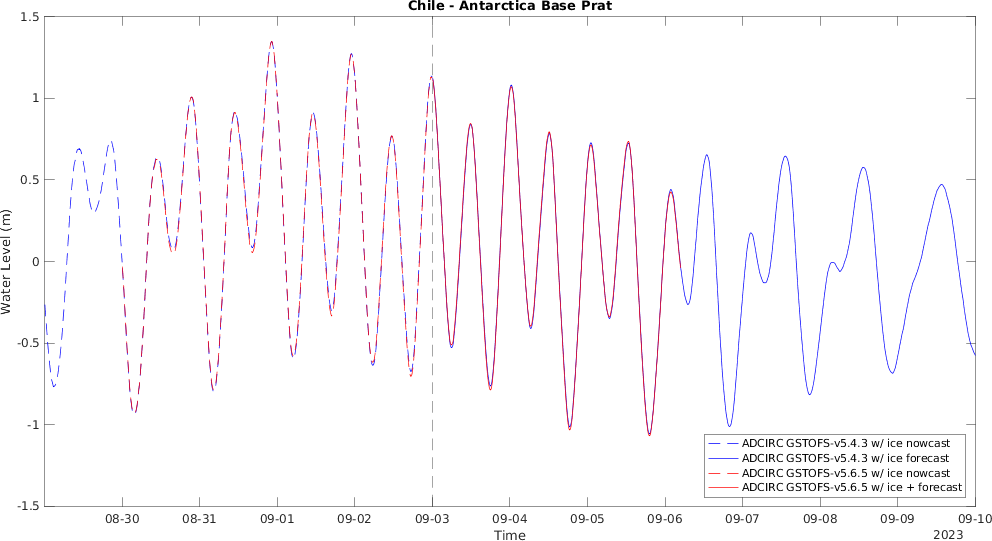 Chile - Antarctica Base Prat
1.5
1
0.5
0
-0.5
-1
-1.5
Water Level (m)
ADCIRC GSTOFS-v5.4.3 w/ ice nowcast
ADCIRC GSTOFS-v5.4.3 w/ ice forecast
ADCIRC GSTOFS-v5.6.5 w/ ice nowcast
ADCIRC GSTOFS-v5.6.5 w/ ice + forecast
08-30 08-31 09-01 09-02 09-03 09-04 09-05 09-06 09-07 09-08 09-09 09-10
Time
2023